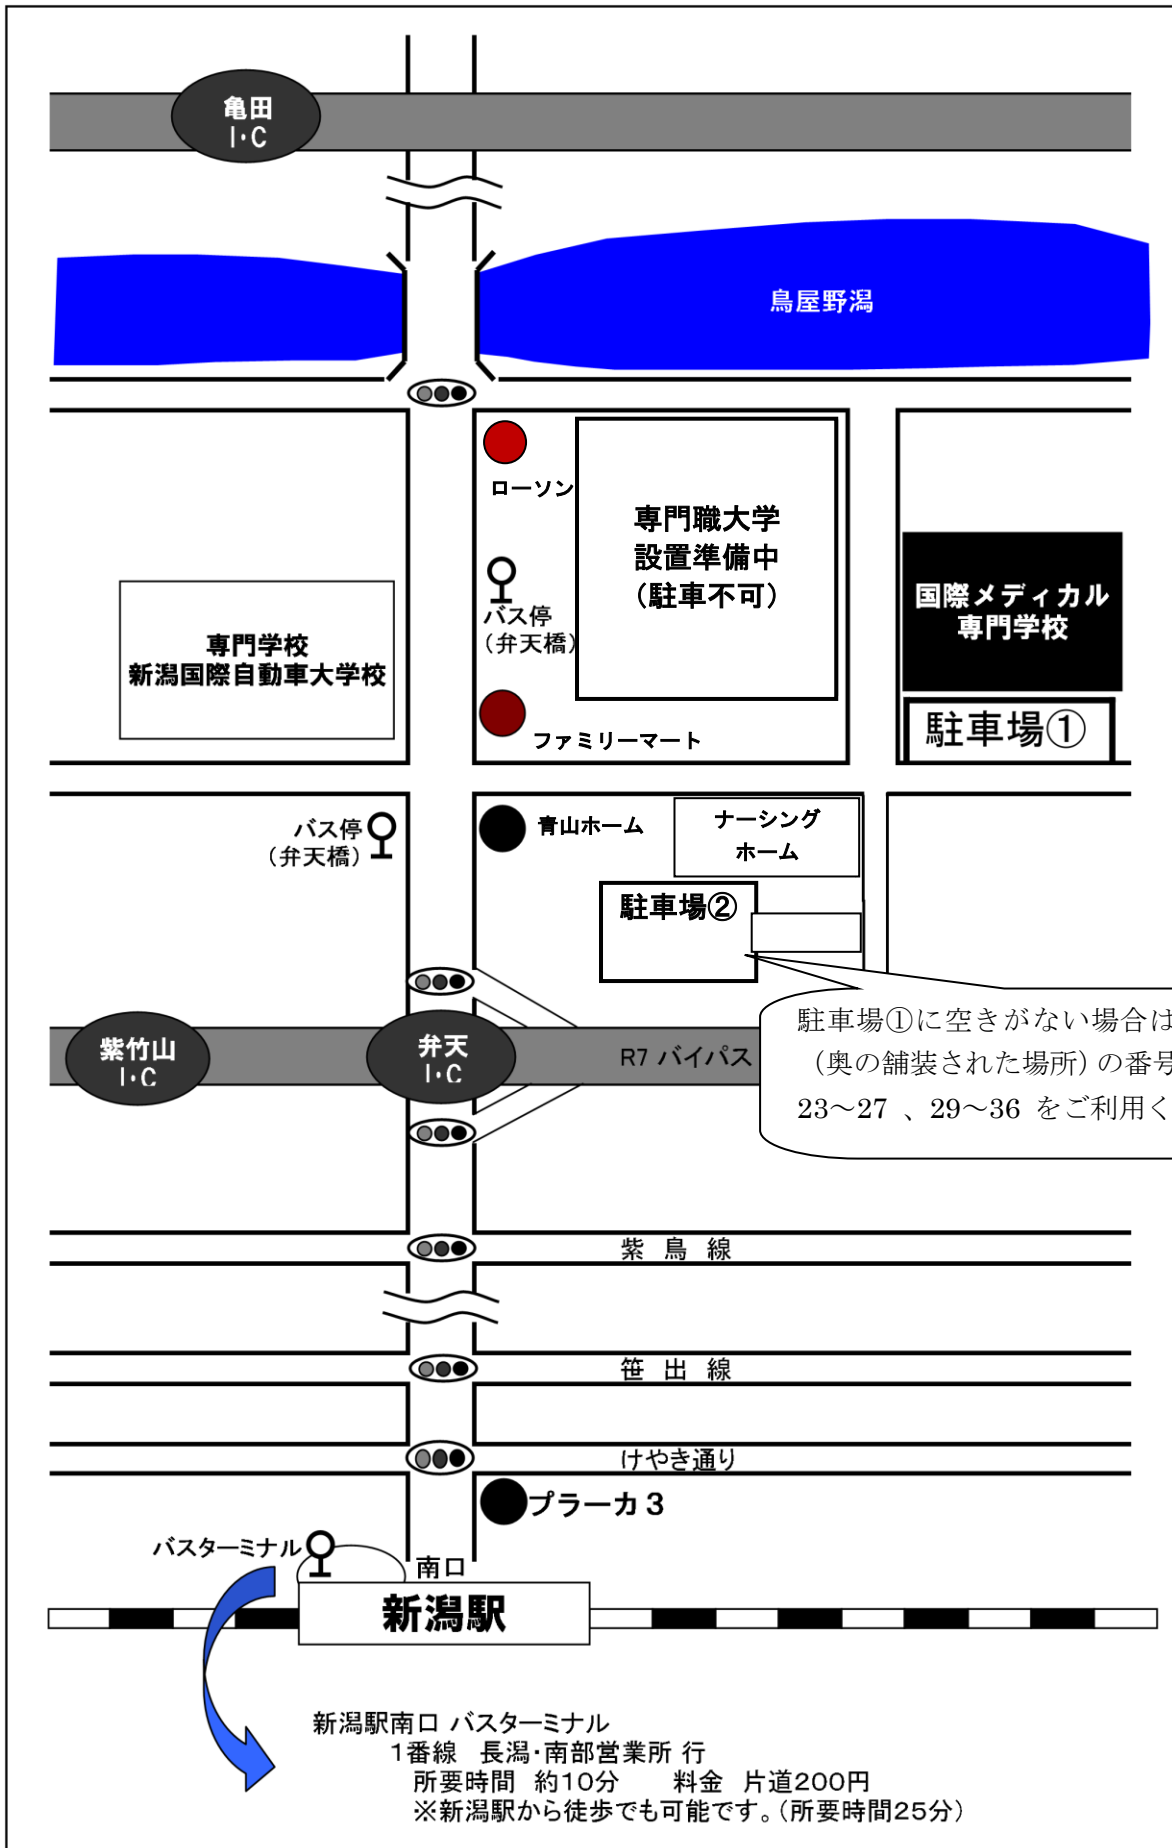 亀田
I・C
鳥屋野潟
ローソン
専門職大学
設置準備中
（駐車不可）
バス停
（弁天橋）
国際メディカル
専門学校
専門学校
新潟国際自動車大学校
駐車場①
ファミリーマート
バス停
（弁天橋）
青山ホーム
ナーシング
ホーム
駐車場②
駐車場①に空きがない場合は
（奥の舗装された場所）の番号
23～27 、29～36 をご利用く
紫竹山
I・C
弁天
I・C
R7 バイパス
紫 鳥 線
笹 出 線
けやき通り
プラーカ３
バスターミナル
南口
新潟駅
新潟駅南口 バスターミナル
1番線 長潟・南部営業所 行
所要時間 約10分 料金 片道200円
※新潟駅から徒歩でも可能です。（所要時間25分）